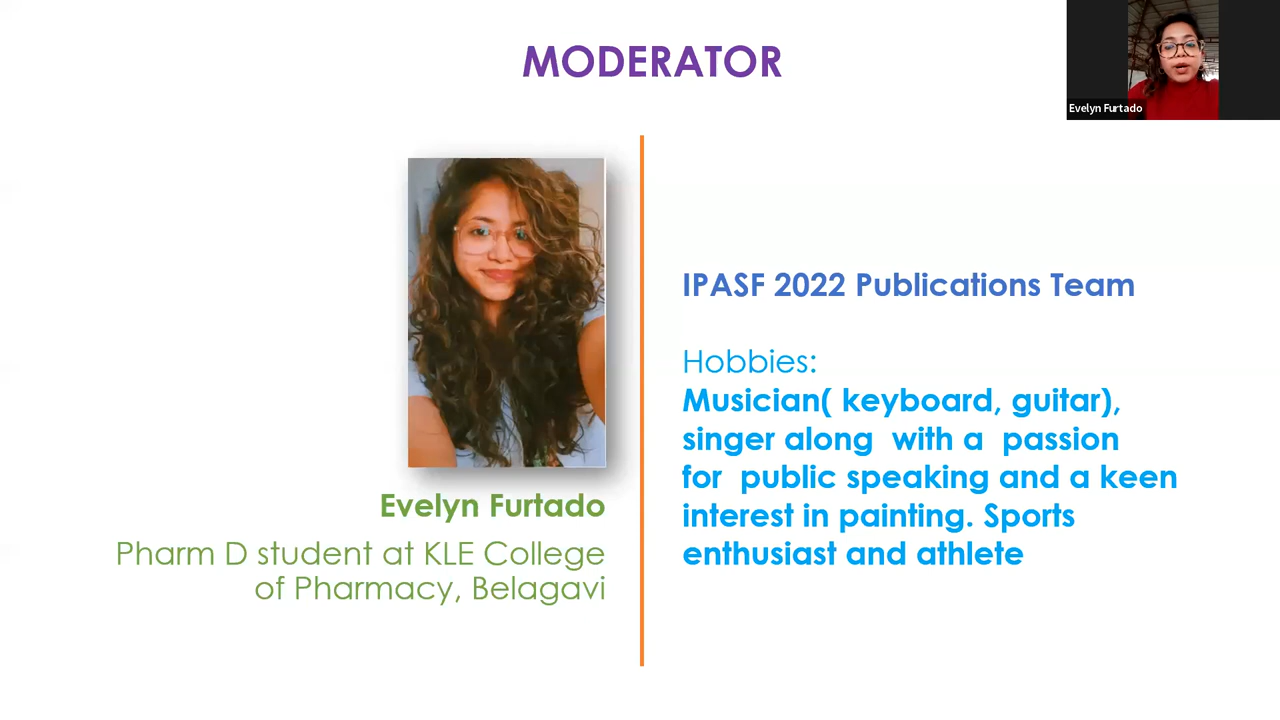 MODERATOR
Evelyn Furtado
Evelyn Furtado
Pharm D student at KLE College
of Pharmacy, Belagavi
IPASF 2022 Publications Team
Hobbies:
Musician( keyboard, guitar),
singer along with a passion
for public speaking and a keen
interest in painting. Sports
enthusiast and athlete